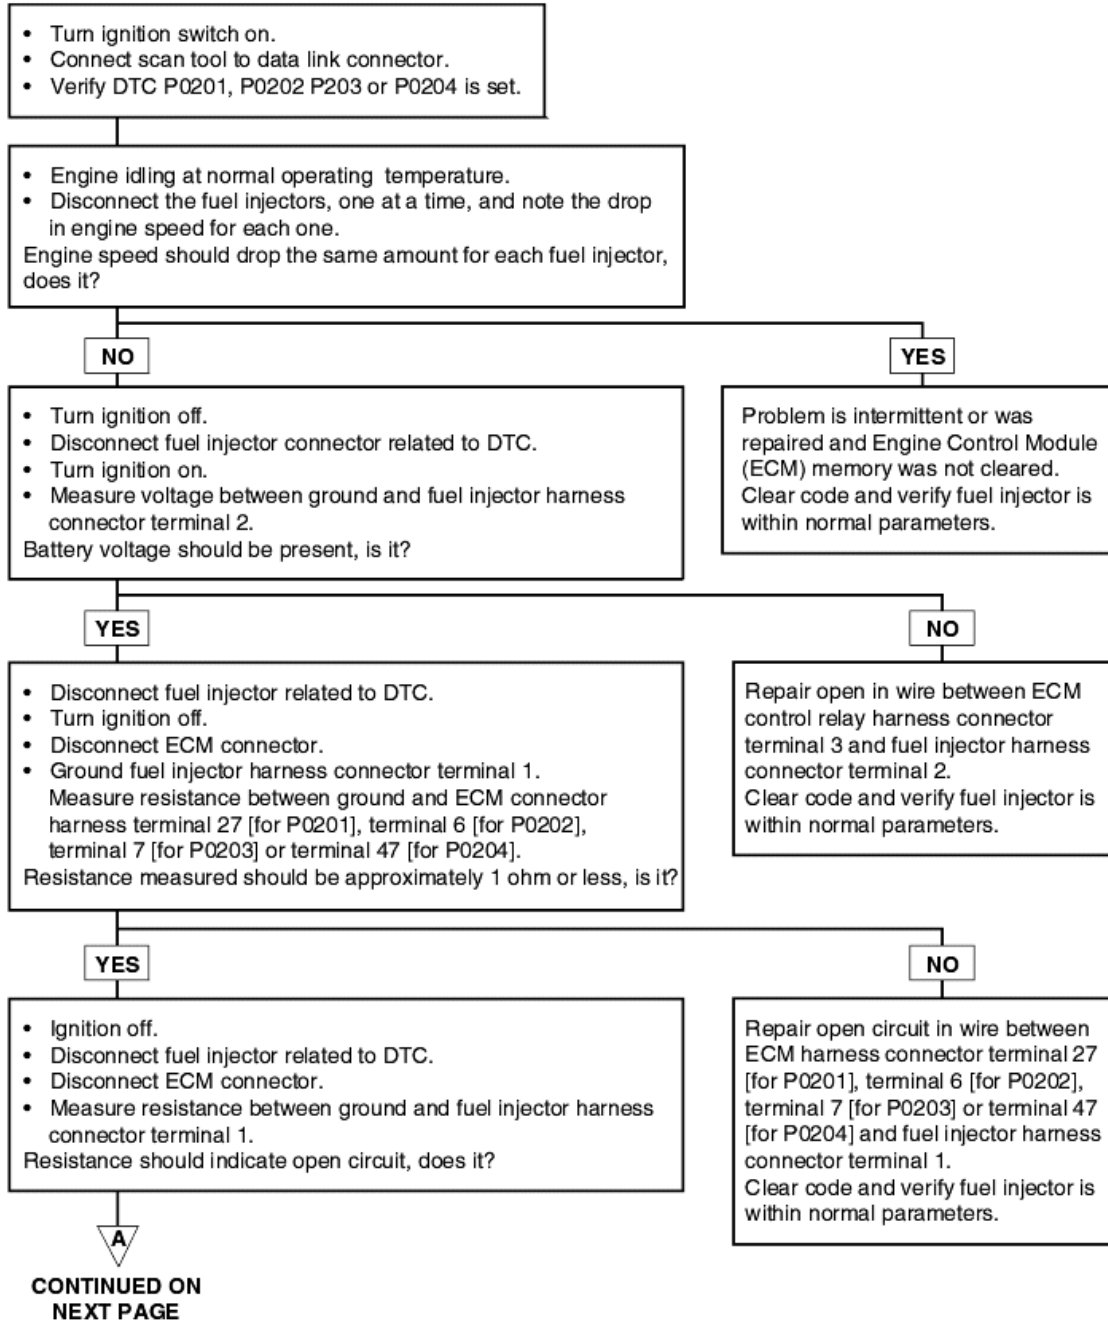 • Turn ignition switch on.
• Connect scan tool to data link connector.
• Verify DTC P0201, P0202 P203 or P0204 is set.
• Engine idling at normal operating temperature.
• Disconnect the fuel injectors, one at a time, and note the drop
in engine speed for each one.
Engine speed should drop the same amount for each fuel injector,
does it?
NO
YES
• Turn ignition off.
• Disconnect fuel injector connector related to DTC.
• Turn ignition on.
• Measure voltage between ground and fuel injector harness
connector terminal 2.
Battery voltage should be present, is it?
Problem is intermittent or was
repaired and Engine Control Module
(ECM) memory was not cleared.
Clear code and verify fuel injector is
within normal parameters.
YES
NO
• Disconnect fuel injector related to DTC.
• Turn ignition off.
• Disconnect ECM connector.
• Ground fuel injector harness connector terminal 1.
Measure resistance between ground and ECM connector
harness terminal 27 [for P0201], terminal 6 [for P0202],
terminal 7 [for P0203] or terminal 47 [for P0204].
Resistance measured should be approximately 1 ohm or less, is it?
Repair open in wire between ECM
control relay harness connector
terminal 3 and fuel injector harness
connector terminal 2.
Clear code and verify fuel injector is
within normal parameters.
YES
NO
• Ignition off.
• Disconnect fuel injector related to DTC.
• Disconnect ECM connector.
• Measure resistance between ground and fuel injector harness
connector terminal 1.
Resistance should indicate open circuit, does it?
Repair open circuit in wire between
ECM harness connector terminal 27
[for P0201], terminal 6 [for P0202],
terminal 7 [for P0203] or terminal 47
[for P0204] and fuel injector harness
connector terminal 1.
Clear code and verify fuel injector is
within normal parameters.
A
CONTINUED ON
NEXT PAGE